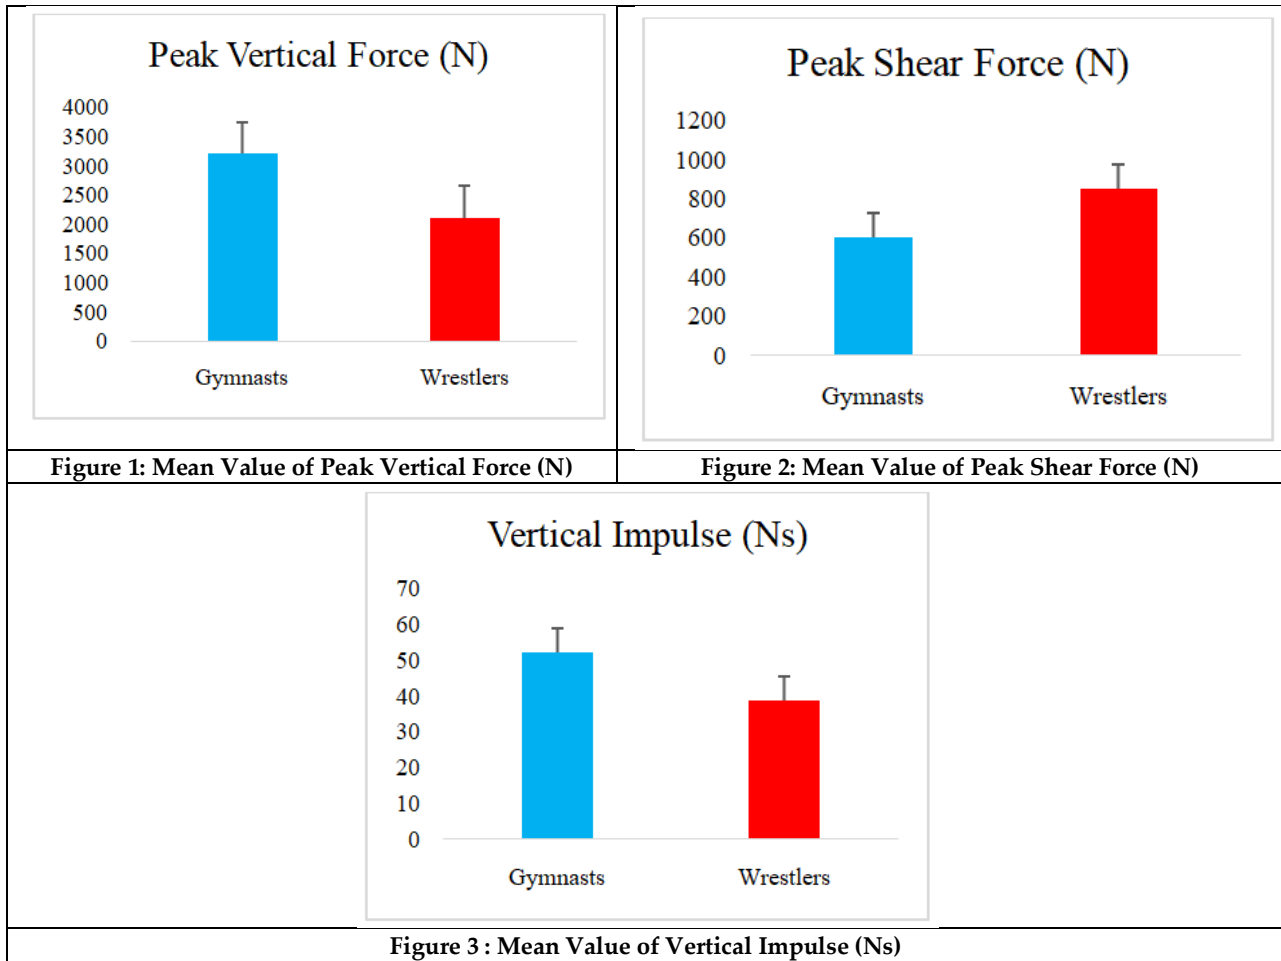 Peak Vertical Force (N)
4000
3500
3000
2500
2000
1500
1000
500
0
Gymnasts Wrestlers
Peak Shear Force (N)
1200
1000
800
600
400
200
0
Gymnasts Wrestlers
Figure 1: Mean Value of Peak Vertical Force (N)
Figure 2: Mean Value of Peak Shear Force (N)
Vertical Impulse (Ns)
70
60
50
40
30
20
10
0
Gymnasts Wrestlers
Figure 3 : Mean Value of Vertical Impulse (Ns)